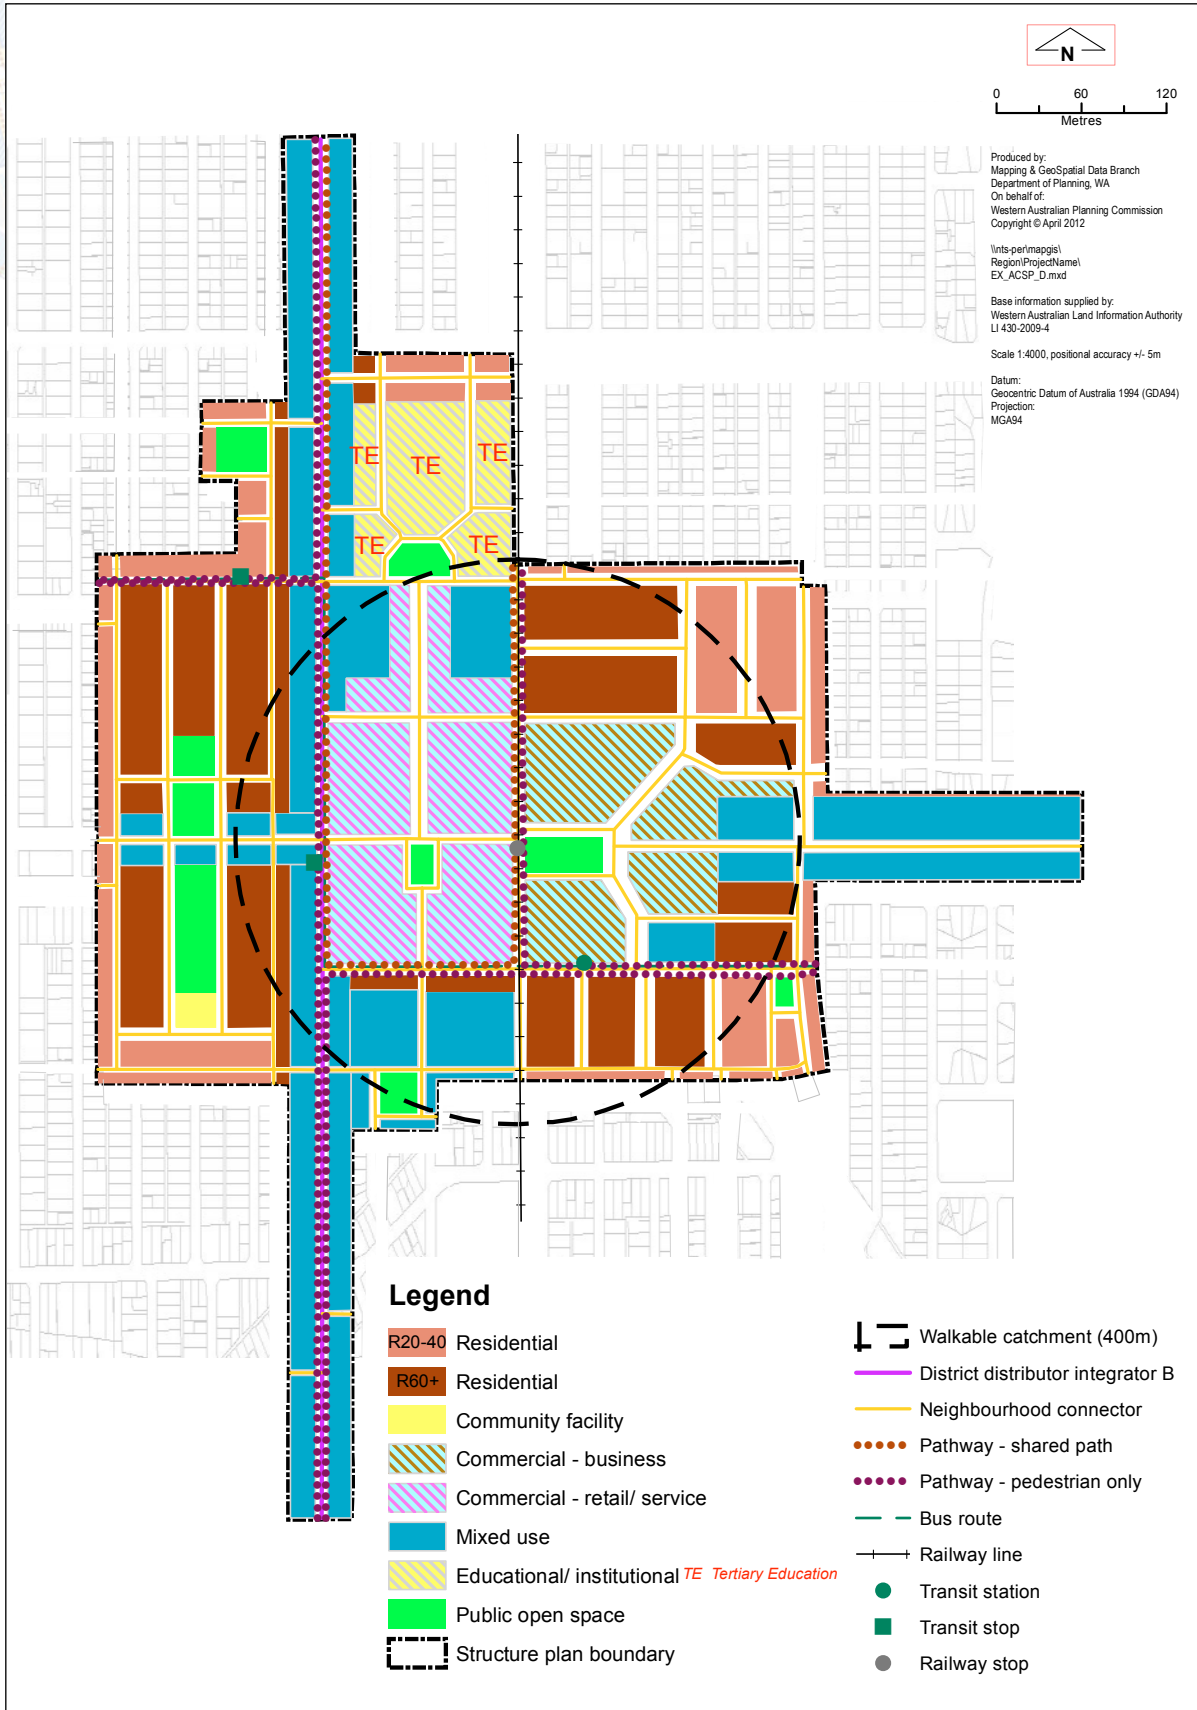 N
0 60 120
Metres
Produced by:
Mapping & GeoSpatial Data Branch
Department of Planning, WA
On behalf of:
Western Australian Planning Commission
Copyright © April 2012
\\nts-per\mapgis\
Region\ProjectName\
EX_ACSP_D.mxd
Base information supplied by:
Western Australian Land Information Authority
LI 430-2009-4
Scale 1:4000, positional accuracy +/- 5m
Datum:
Geocentric Datum of Australia 1994 (GDA94)
Projection:
MGA94
TE
TE
TE
TE
TE
Legend
R20-40 Residential
R60+ Residential
Community facility
Commercial - business
Commercial - retail/ service
Mixed use
Educational/ institutional TE Tertiary Education
Public open space
Structure plan boundary
Walkable catchment (400m)
District distributor integrator B
Neighbourhood connector
Pathway - shared path
Pathway - pedestrian only
Bus route
Railway line
Transit station
Transit stop
Railway stop